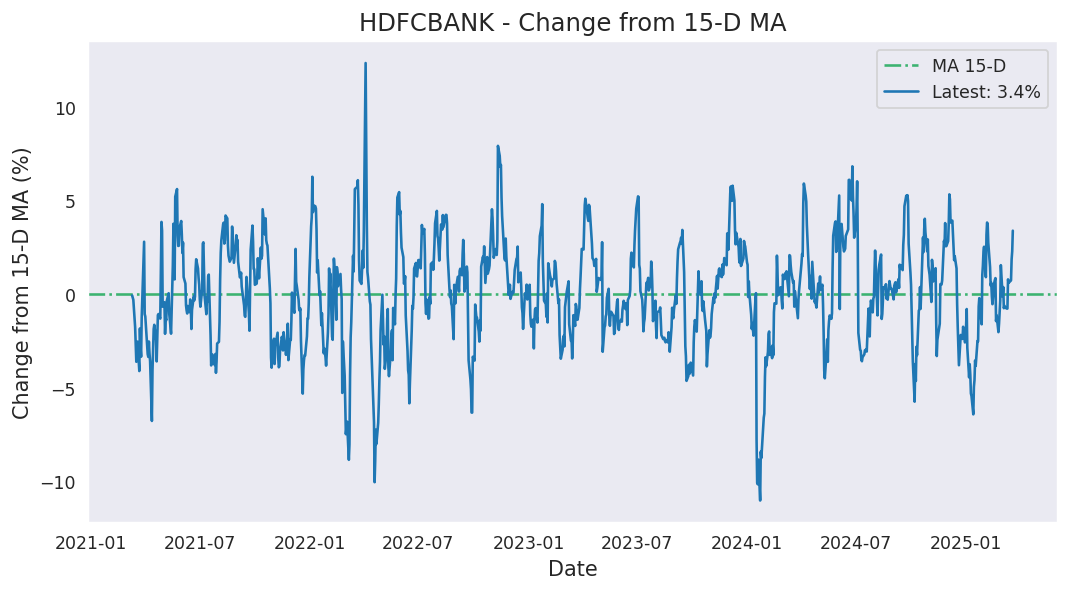 HDFCBANK - Change from 15-D MA
MA 15-D
Latest: 3.4%
Change from 15-D MA (%)
10
5
0
−5
−10
2021-01
2021-07
2022-01
2022-07
2023-01
2023-07
2024-01
2024-07
2025-01
Date